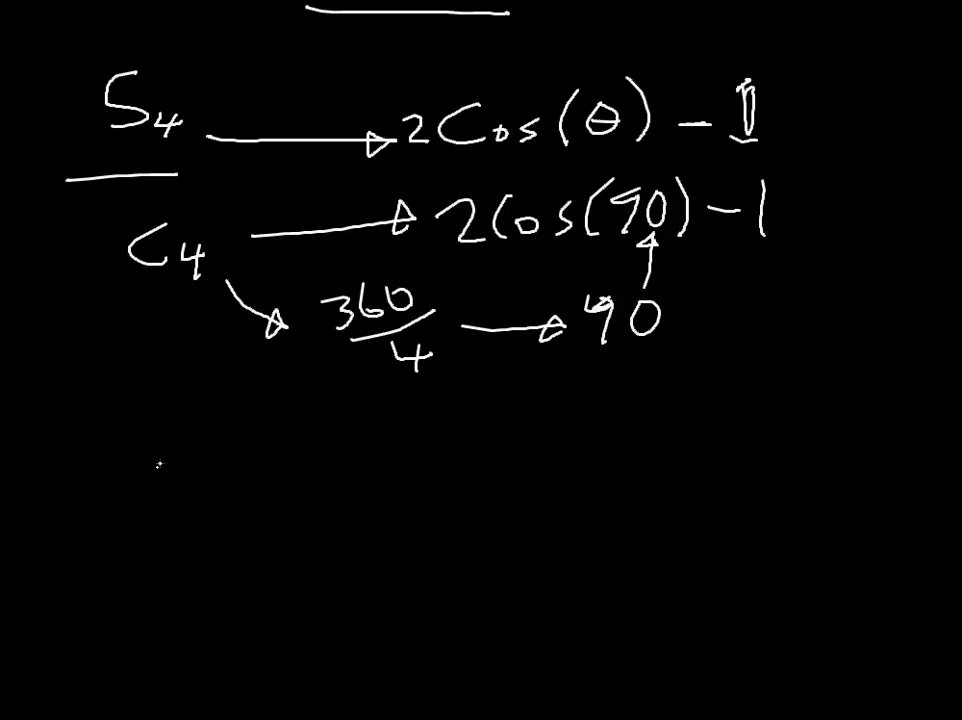 S4 → 2Cos(θ) - 1
C4 → 2Cos(90) - 1
→ 360/4 → 90